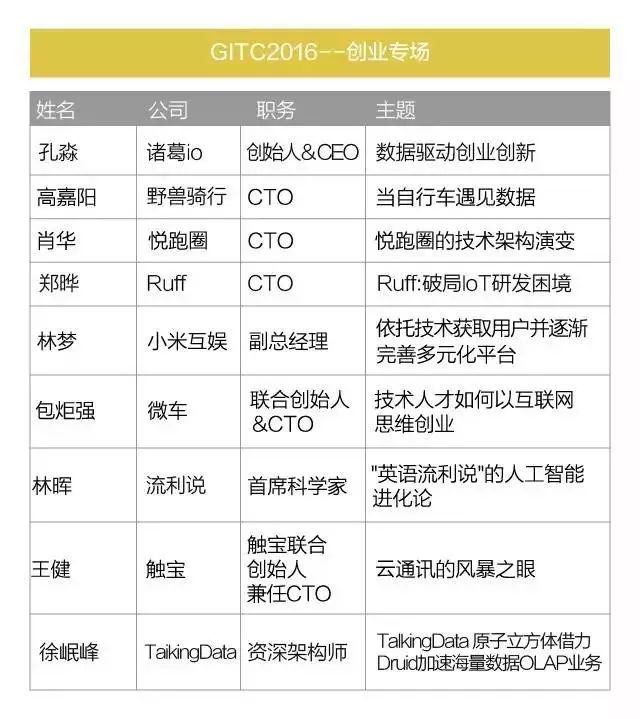 GITC2016--创业专场
姓名 公司 职务 主题
孔淼 诸葛io 创始人&CEO 数据驱动创业创新
高嘉阳 野兽骑行 CTO 当自行车遇见数据
肖华 悦跑圈 CTO 悦跑圈的技术架构演变
郑晔 Ruff CTO Ruff:破局IoT研发困境
林梦 小米互娱 副总经理 依托技术获取用户并逐渐
完善多元化平台
包炬强 微车 联合创始人 技术人才如何以互联网
&CTO 思维创业
林晖 流利说 首席科学家 "英语流利说"的人工智能
进化论
触宝联合
王健 触宝 创始人 云通讯的风暴之眼
兼任CTO
徐岷峰 TaikingData 资深架构师 TalkingData 原子立方体借力
Druid加速海量数据OLAP业务